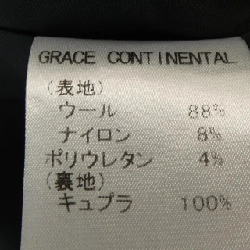 GRACE CONTINENTAL
(表地)
ウール 88%
ナイロン 8%
ポリウレタン 4%
(裏地)
キュプラ 100%